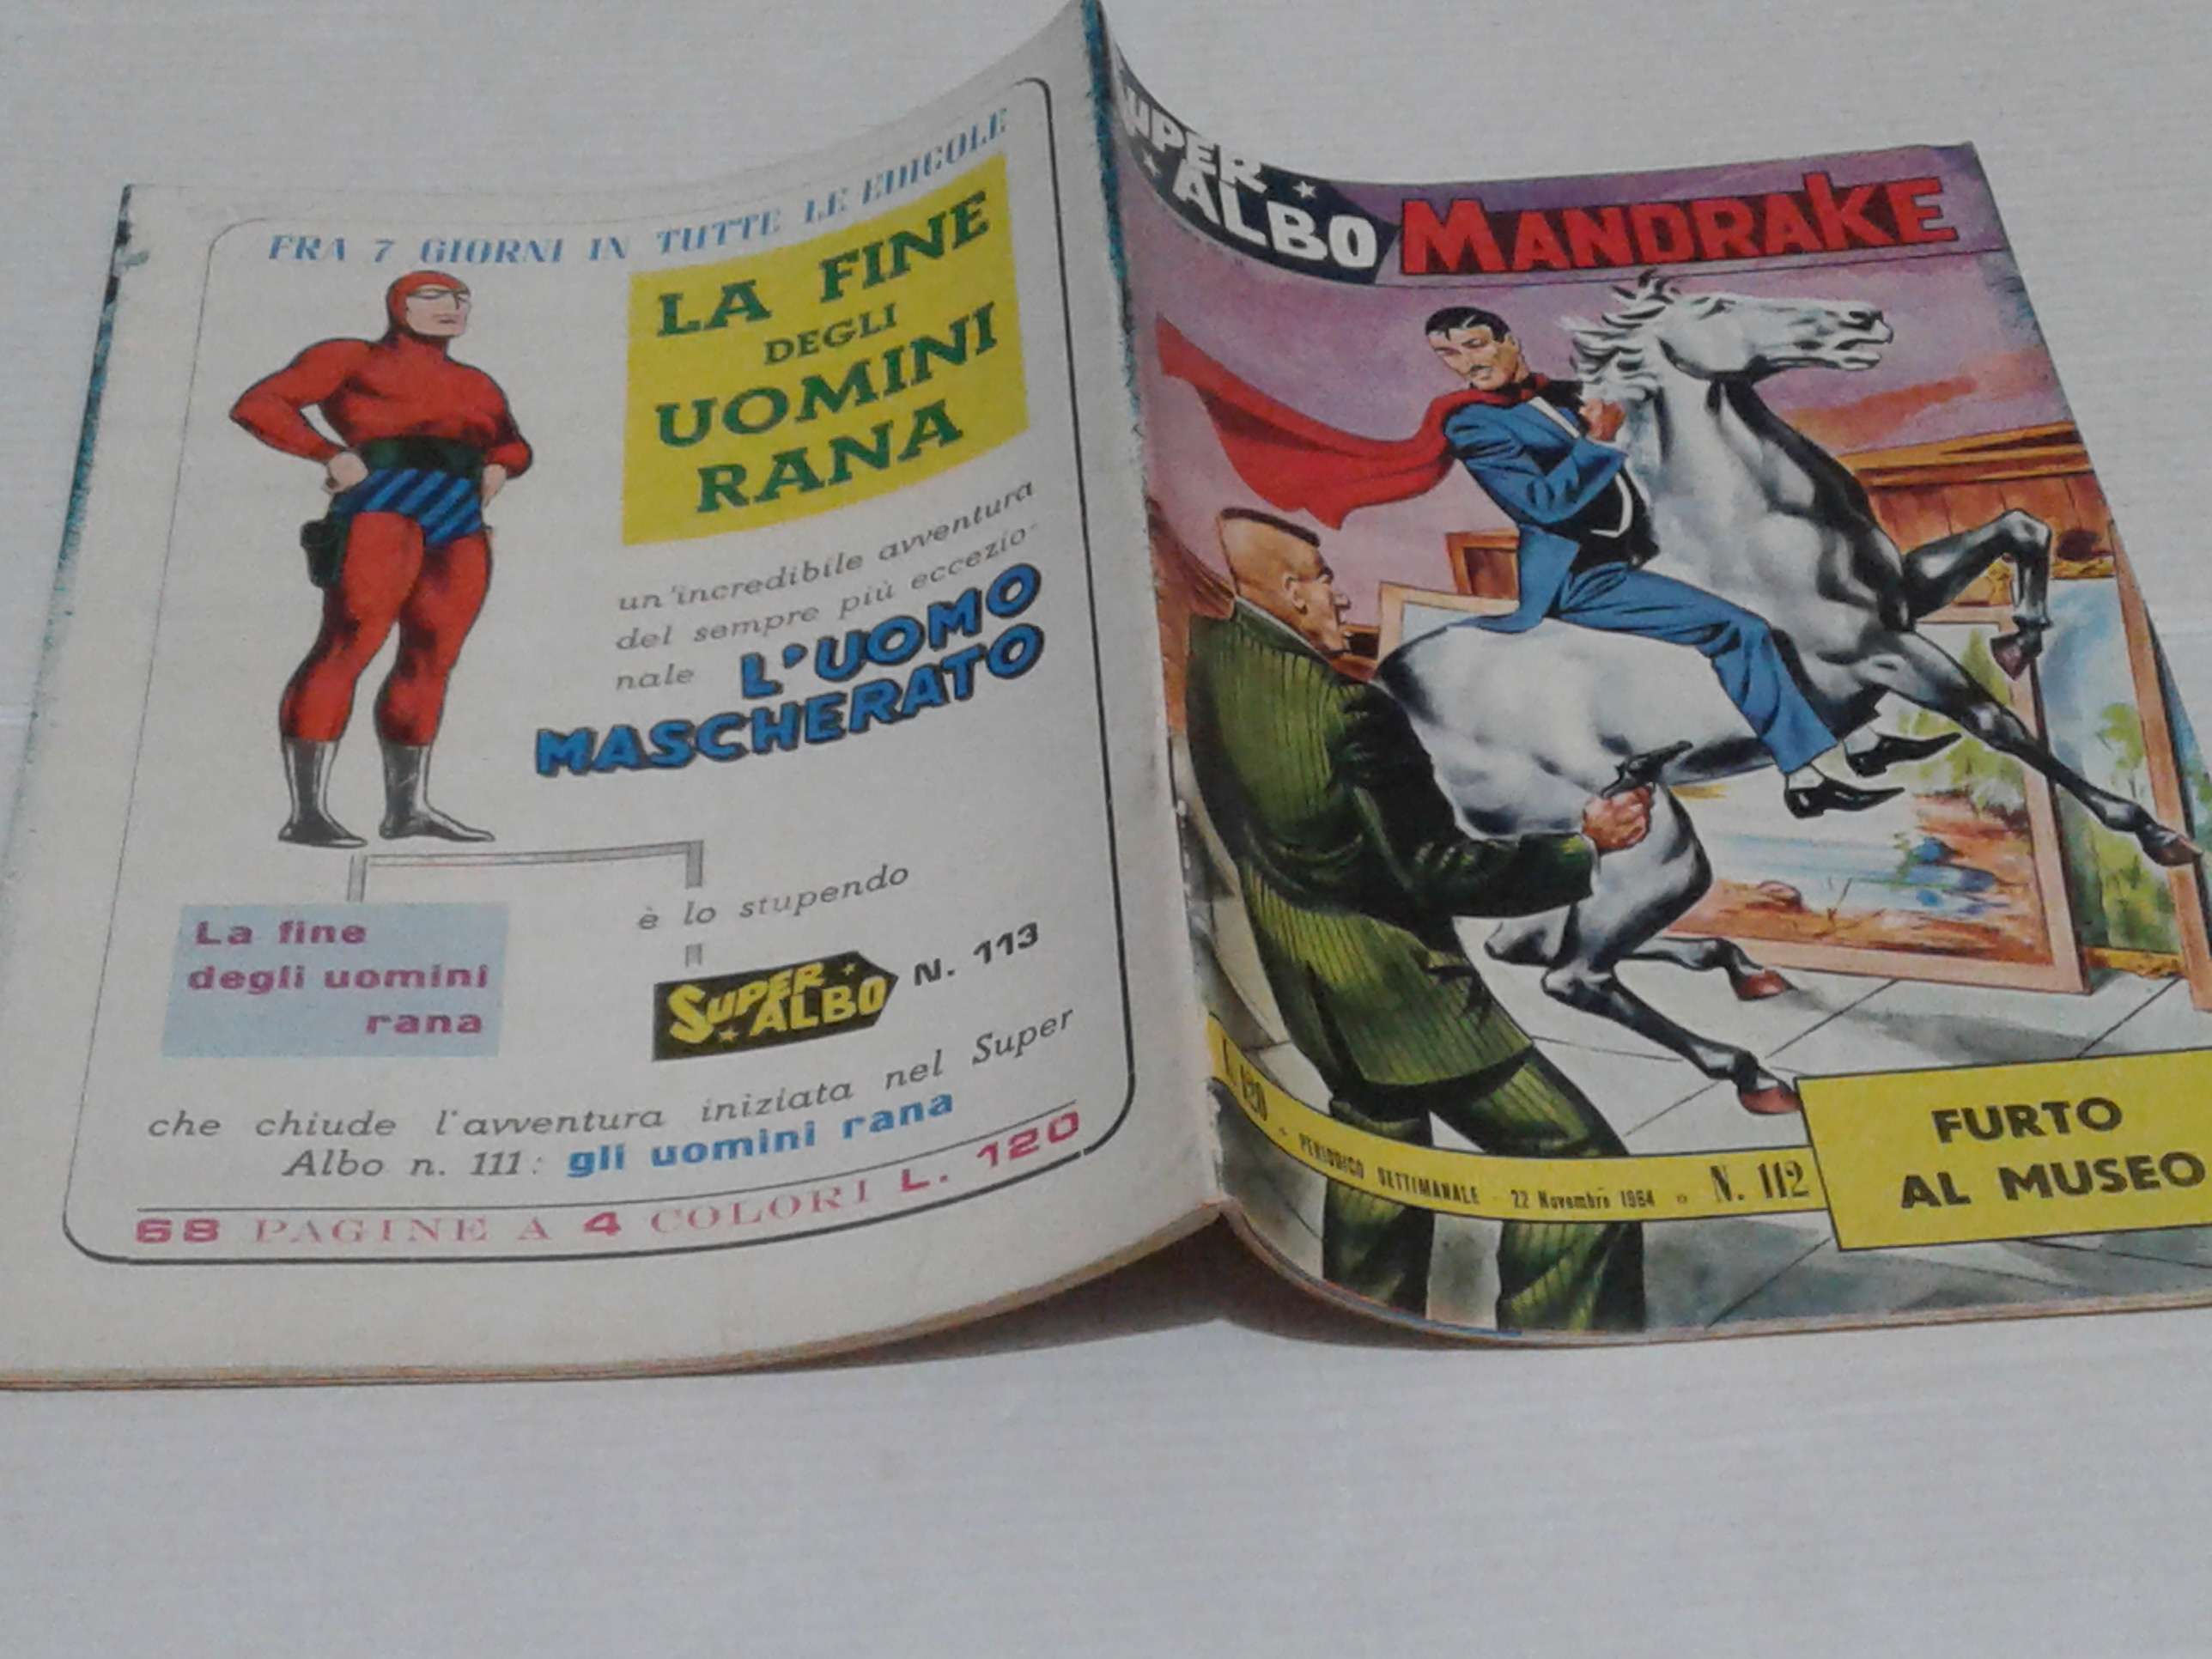 FRA 7 GIORNI IN TUTTE LE EDICOLE
LA FINE
DEGLI
UOMINI
RANA
un'incredibile avventura
del sempre più eccezio-
nale L'UOMO
MASCHERATO
La fine
degli uomini
rana
è lo stupendo
SUPER
ALBO N. 113
che chiude l'avventura iniziata nel Super
Albo n. 111: gli uomini rana
68 PAGINE A 4 COLORI L. 120
SUPER
ALBO
MANDRAKE
PERIODICO SETTIMANALE - 22 Novembre 1964 N. 112
FURTO
AL MUSEO